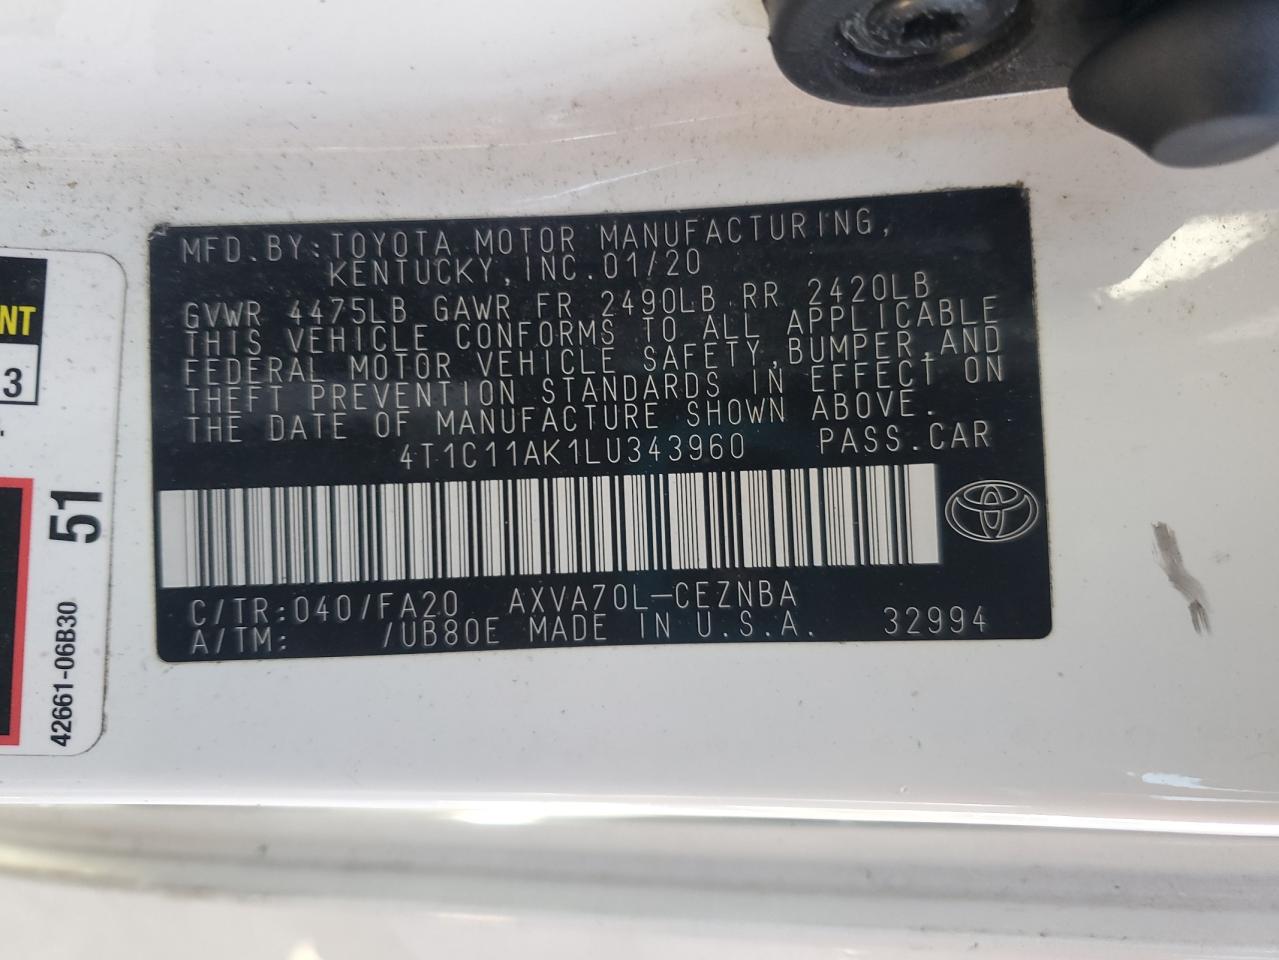 MFD.BY:TOYOTA MOTOR MANUFACTURING,
KENTUCKY,INC.01/20
GVWR 4475LB GAWR FR 2490LB RR 2420LB
THIS VEHICLE CONFORMS TO ALL APPLICABLE
FEDERAL MOTOR VEHICLE SAFETY,BUMPER,AND
THEFT PREVENTION STANDARDS IN EFFECT ON
THE DATE OF MANUFACTURE SHOWN ABOVE.
4T1C11AK1LU343960 PASS.CAR
C/TR:040/FA20 AXVA70L-CEZNBA
A/TM: /UB80E MADE IN U.S.A. 32994
51
42661-06B30